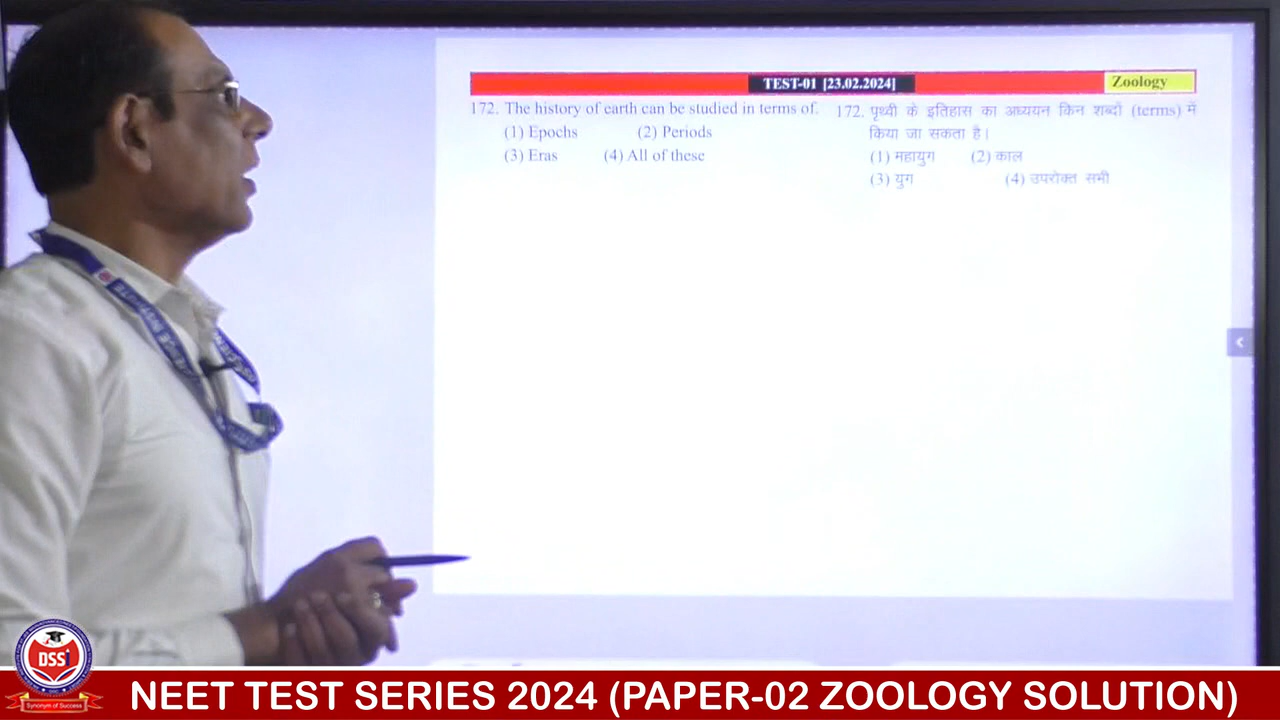 TEST-01 [23.02.2024]
Zoology
172. The history of earth can be studied in terms of.
(1) Epochs (2) Periods
(3) Eras (4) All of these
172. पृथ्वी के इतिहास का अध्ययन किन शब्दों (terms) में
किया जा सकता है।
(1) महायुग (2) काल
(3) युग (4) उपरोक्त सभी
DSSi
Synonym of Success
NEET TEST SERIES 2024 (PAPER-02 ZOOLOGY SOLUTION)